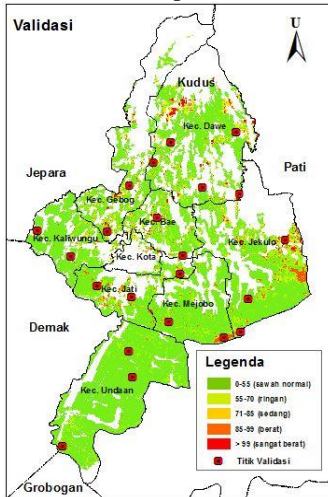 Validasi
U
Kudus
Kec. Dawe
Jepara
Pati
Kec. Gebog
Kec. Bae
Kec. Kaliwungu
Kec. Jekulo
Kec. Kota
Kec. Jati
Kec. Mejobo
Demak
Kec. Undaan
Legenda
0-55 (sawah normal)
55-70 (ringan)
71-85 (sedang)
85-99 (berat)
> 99 (sangat berat)
Titik Validasi
Grobogan